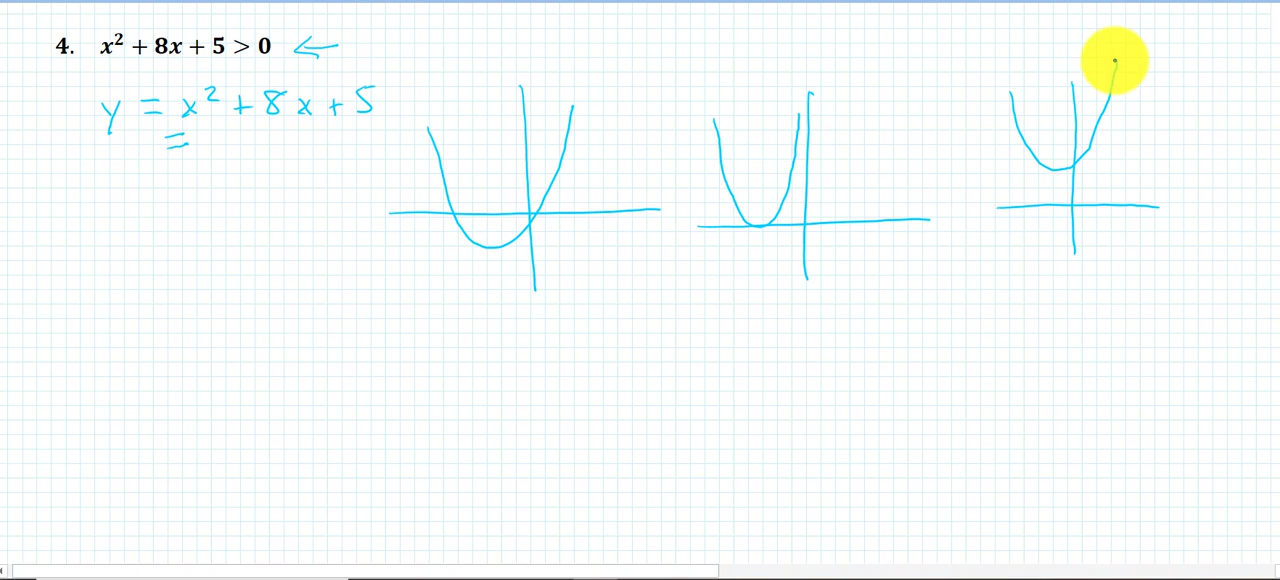 4. x² + 8x + 5 > 0 ←
y = x² + 8x + 5